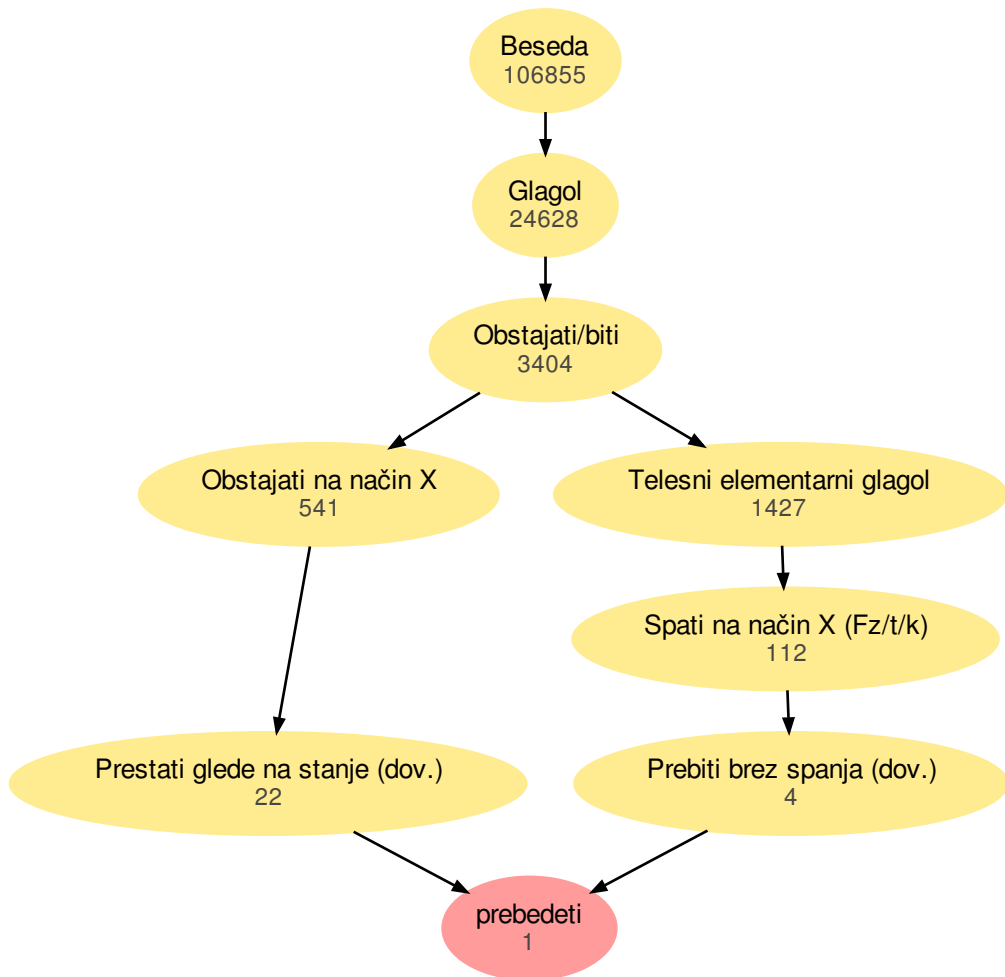 Beseda
106855
Glagol
24628
Obstajati/biti
3404
Obstajati na način X
541
Telesni elementarni glagol
1427
Spati na način X (Fz/t/k)
112
Prestati glede na stanje (dov.)
22
Prebiti brez spanja (dov.)
4
prebedeti
1